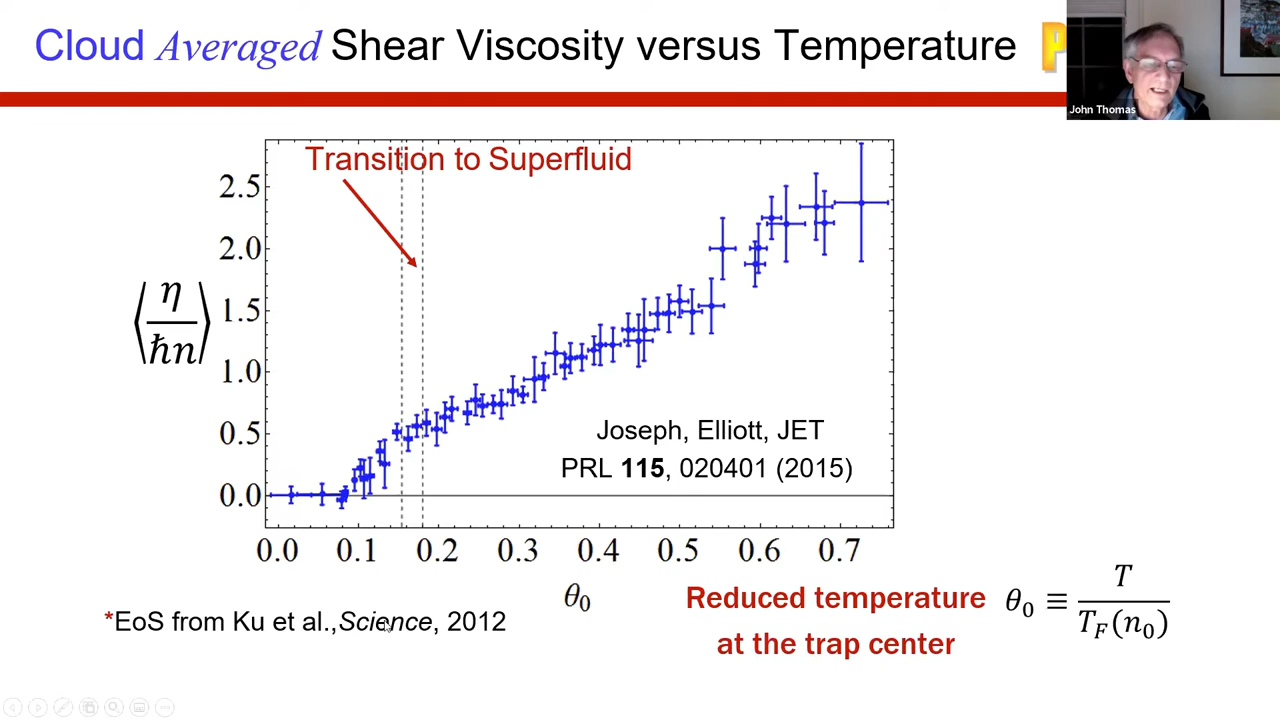 Cloud Averaged Shear Viscosity versus Temperature
P
John Thomas
Transition to Superfluid
2.5
2.0
1.5
1.0
0.5
0.0
⟨η/ħn⟩
Joseph, Elliott, JET
PRL 115, 020401 (2015)
0.0 0.1 0.2 0.3 0.4 0.5 0.6 0.7
θ₀
*EoS from Ku et al.,Science, 2012
Reduced temperature
at the trap center
θ₀ ≡ T/T_F(n₀)